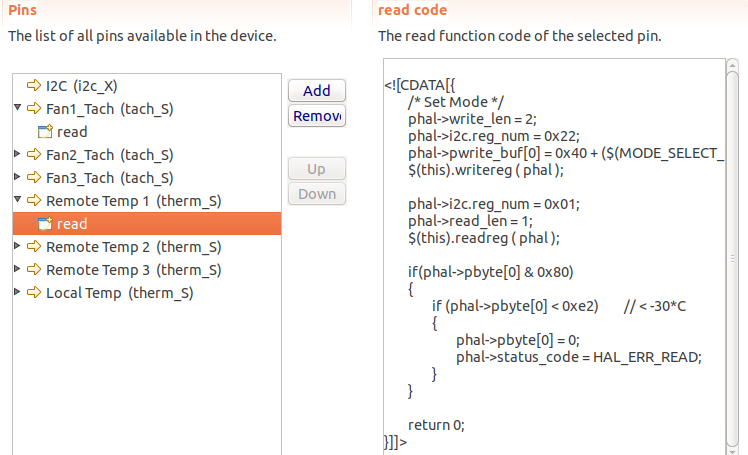 Pins
The list of all pins available in the device.
I2C (i2c_X)
Fan1_Tach (tach_S)
read
Fan2_Tach (tach_S)
Fan3_Tach (tach_S)
Remote Temp 1 (therm_S)
read
Remote Temp 2 (therm_S)
Remote Temp 3 (therm_S)
Local Temp (therm_S)
Add
Remov
Up
Down
read code
The read function code of the selected pin.
<![CDATA[{
/* Set Mode */
phal->write_len = 2;
phal->i2c.reg_num = 0x22;
phal->pwrite_buf[0] = 0x40 + ($(MODE_SELECT_
$(this).writereg ( phal );
phal->i2c.reg_num = 0x01;
phal->read_len = 1;
$(this).readreg ( phal );
if(phal->pbyte[0] & 0x80)
{
if (phal->pbyte[0] < 0xe2) // < -30*C
{
phal->pbyte[0] = 0;
phal->status_code = HAL_ERR_READ;
}
}
return 0;
}]]>